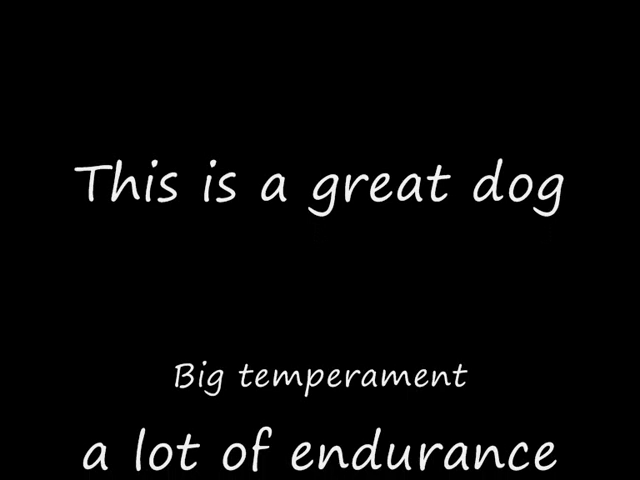 This is a great dog
Big temperament
a lot of endurance